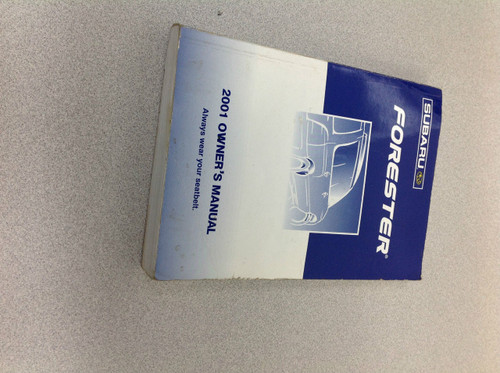 SUBARU
FORESTER®
2001 OWNER'S MANUAL
Always wear your seatbelt.